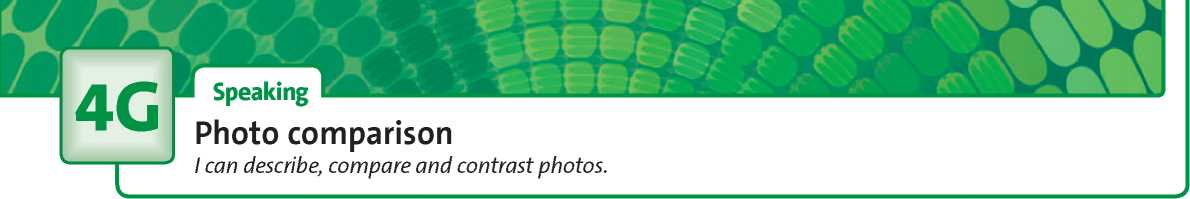 4G
Speaking
Photo comparison
I can describe, compare and contrast photos.